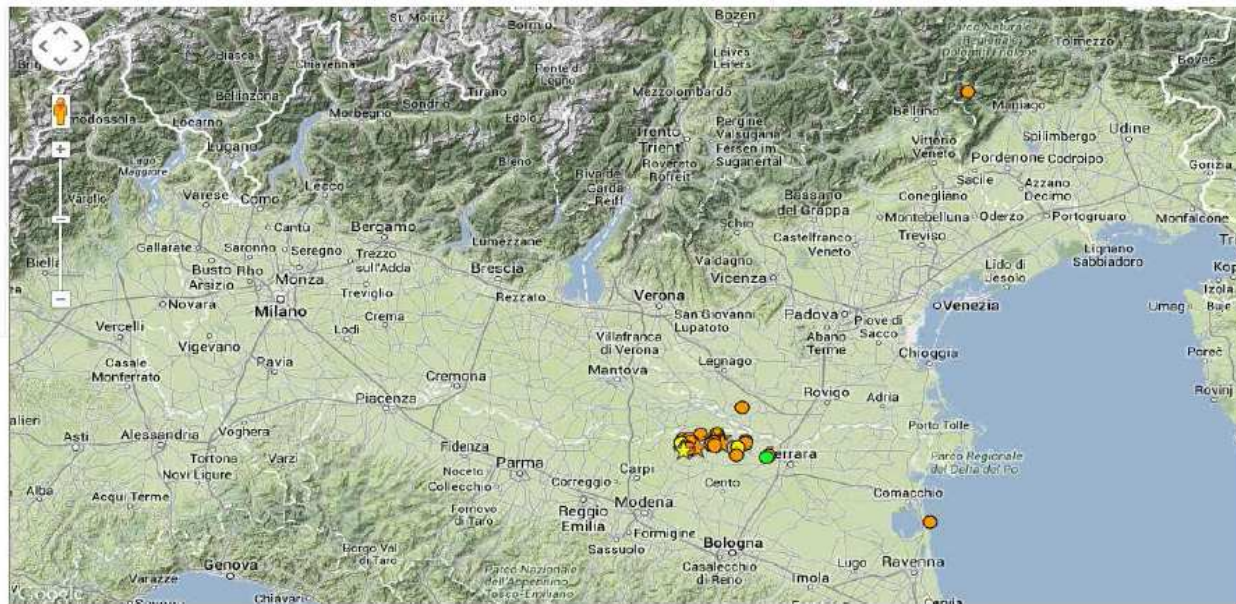 St. Moritz
Bormio
Bozen
Parco Naturale
Tolmezzo
Biasca
Chiavenna
Ponte di
Legno
Leives
Leifers
Bovec
Bellinzona
Sondrio
Tirano
Mezzolombardo
Belluno
Maniago
Locarno
Morbegno
Edolo
Trento
Trient
Pergine
Valsugana
Fersen im
Suganertal
Vittorio
Veneto
Spilimbergo
Udine
Lugano
Lago
Maggiore
Breno
Rovereto
Rofreit
Pordenone
Codroipo
Gorizia
Varese
Como
Lecco
Riva del
Garda
Reiff
Sacile
Azzano
Decimo
Conegliano
Bassano
del Grappa
Montebelluna
Oderzo
Portogruaro
Monfalcone
Cantù
Bergamo
Lumezzane
Schio
Castelfranco
Veneto
Treviso
Gallarate
Saronno
Seregno
Trezzo
sull'Adda
Valdagno
Lignano
Sabbiadoro
Biella
Busto
Arsizio
Rho
Monza
Brescia
Vicenza
Lido di
Jesolo
Izola
Buje
Novara
Milano
Treviglio
Rezzato
Verona
San Giovanni
Lupatoto
Padova
Piove di
Sacco
Venezia
Umag
Vercelli
Lodi
Crema
Villafranca
di Verona
Abano
Terme
Vigevano
Pavia
Legnago
Chioggia
Poreč
Casale
Monferrato
Cremona
Mantova
Rovigo
Adria
Rovinj
Piacenza
Porto Tolle
Asti
Alessandria
Voghera
Fidenza
Parco Regionale
del Delta del Po
Tortona
Varzi
Novi Ligure
Noceto
Collecchio
Parma
Carpi
Correggio
Cento
Alba
Acqui Terme
Fornovo
di Taro
Modena
Comacchio
Reggio
Emilia
Formigine
Bologna
Sassuolo
Casalecchio
di Reno
Borgo Val
di Taro
Lugo
Ravenna
Genova
Parco Nazionale
dell'Appennino
Tosco-Emiliano
Imola
Varazze
Chiavari
Google